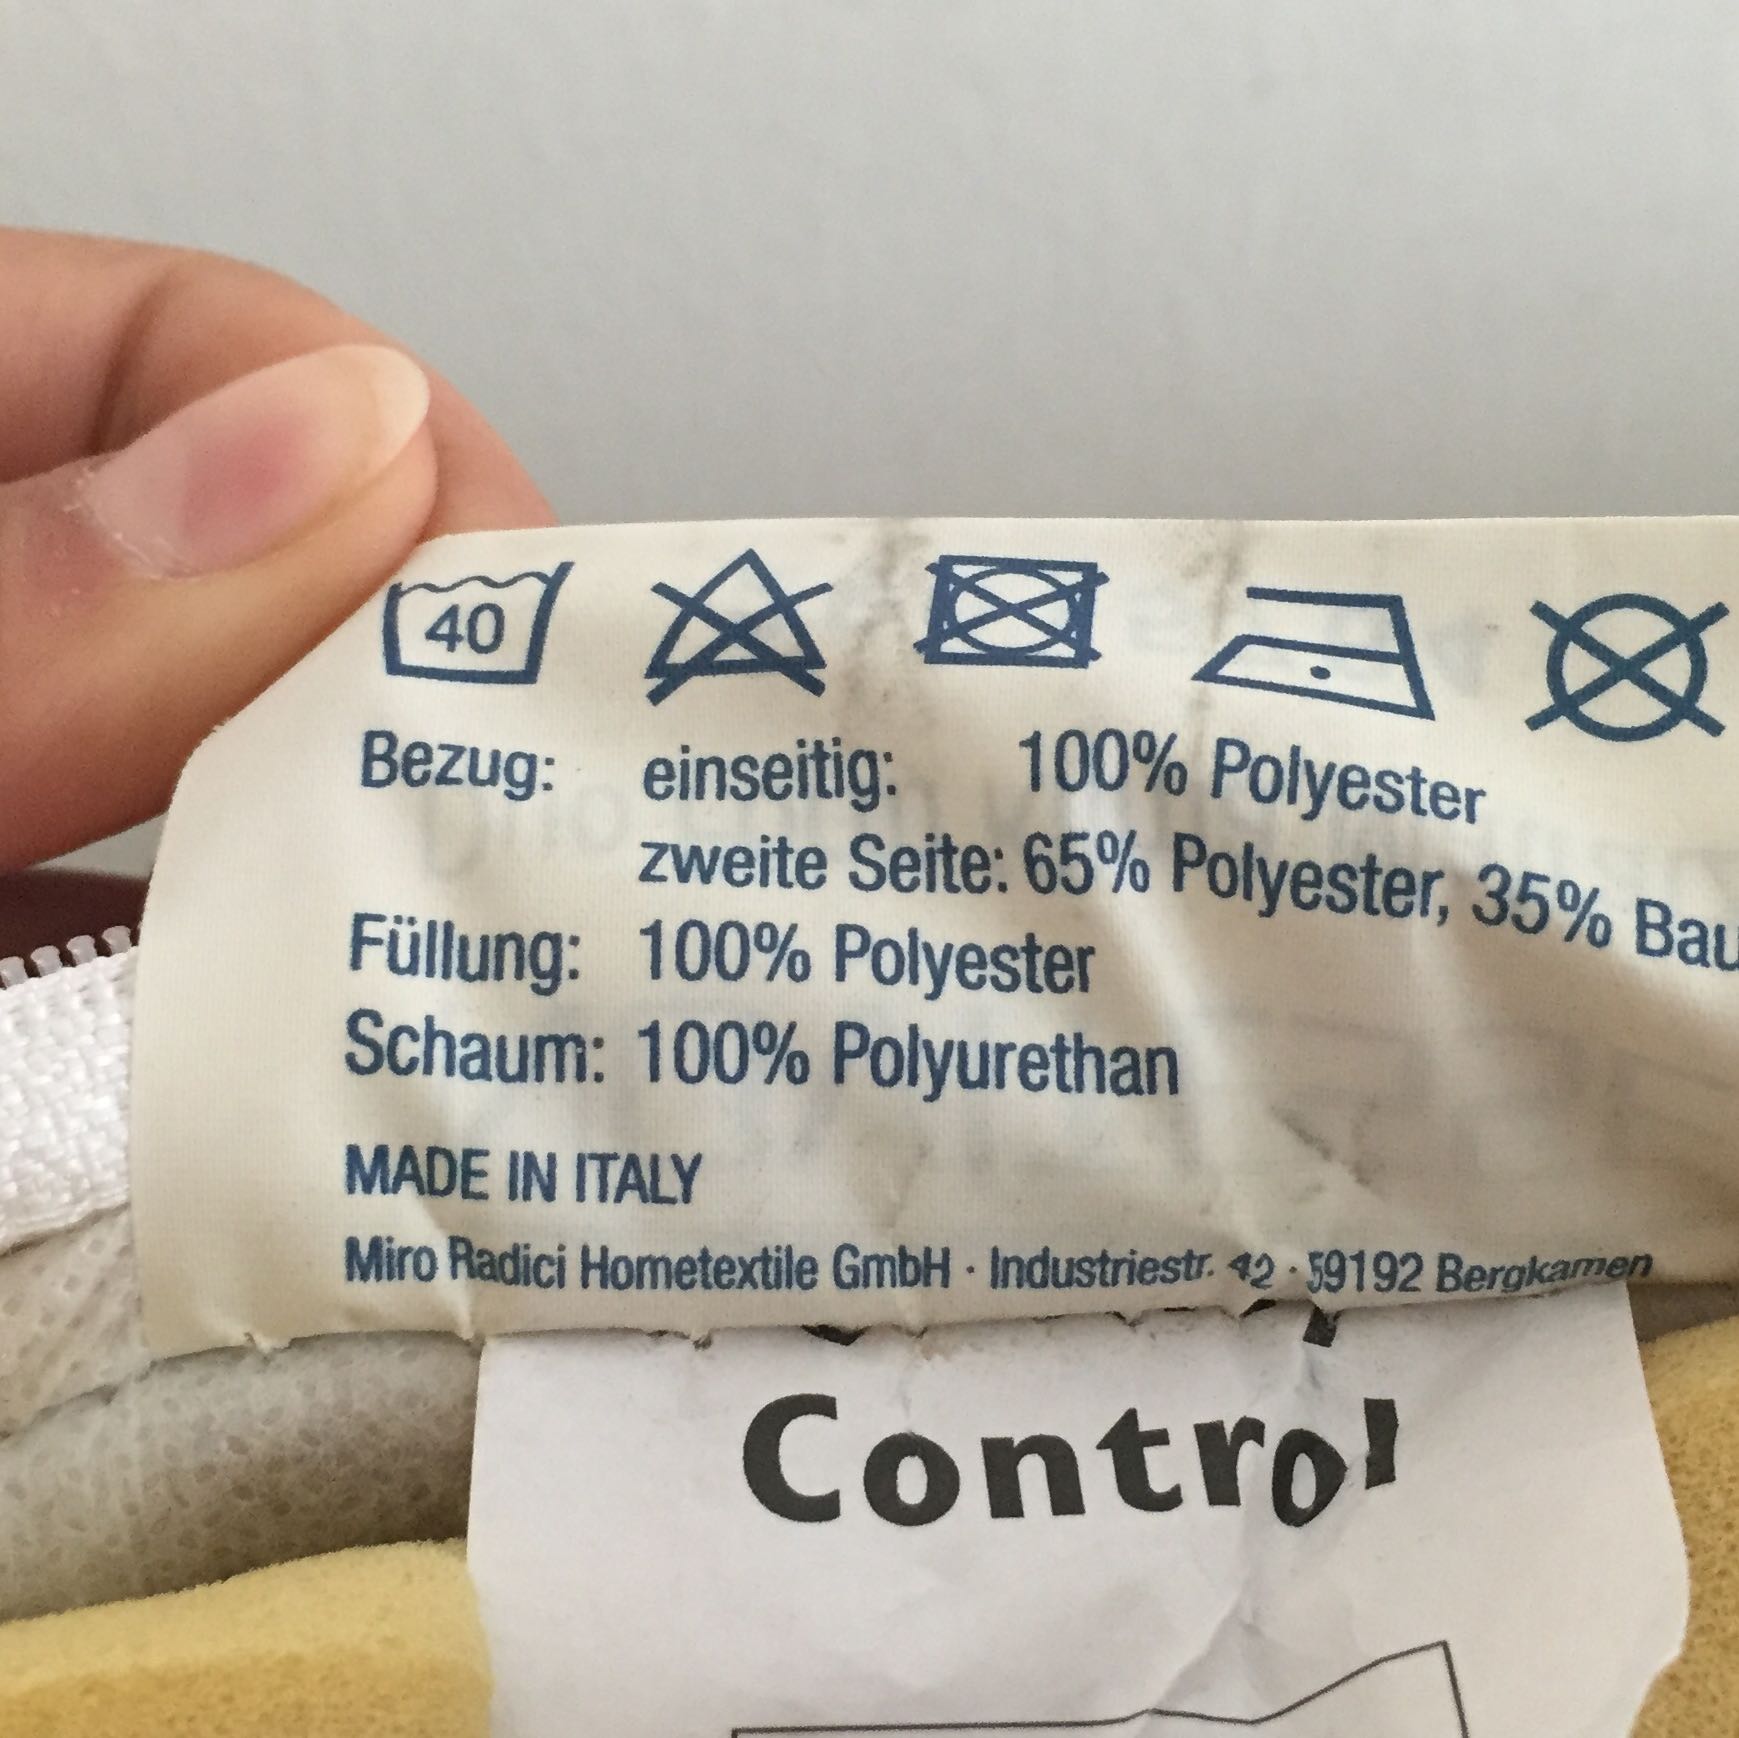 40
Bezug: einseitig: 100% Polyester
zweite Seite: 65% Polyester, 35% Bau
Füllung: 100% Polyester
Schaum: 100% Polyurethan
MADE IN ITALY
Miro Radici Hometextile GmbH · Industriestr. 42 · 59192 Bergkamen
Control